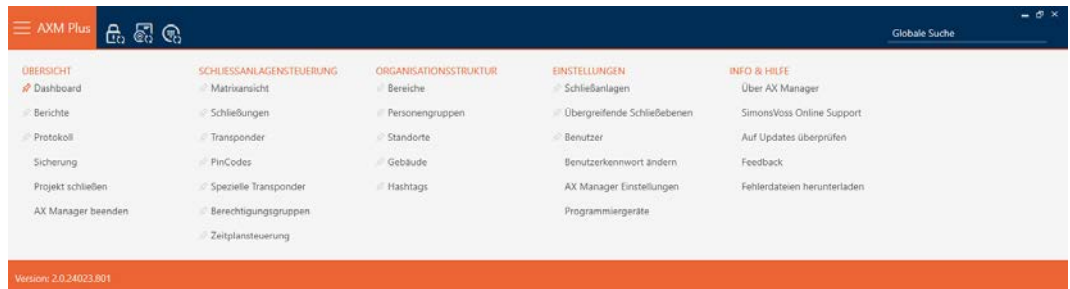 AXM Plus
Globale Suche
ÜBERSICHT
Dashboard
Berichte
Protokoll
Sicherung
Projekt schließen
AX Manager beenden
SCHLIESSANLAGENSTEUERUNG
Matrixansicht
Schließungen
Transponder
PinCodes
Spezielle Transponder
Berechtigungsgruppen
Zeitplansteuerung
ORGANISATIONSSTRUKTUR
Bereiche
Personengruppen
Standorte
Gebäude
Hashtags
EINSTELLUNGEN
Schließanlagen
Übergreifende Schließebenen
Benutzer
Benutzerkennwort ändern
AX Manager Einstellungen
Programmiergeräte
INFO & HILFE
Über AX Manager
SimonsVoss Online Support
Auf Updates überprüfen
Feedback
Fehlerdateien herunterladen
Version: 2.0.24023.801